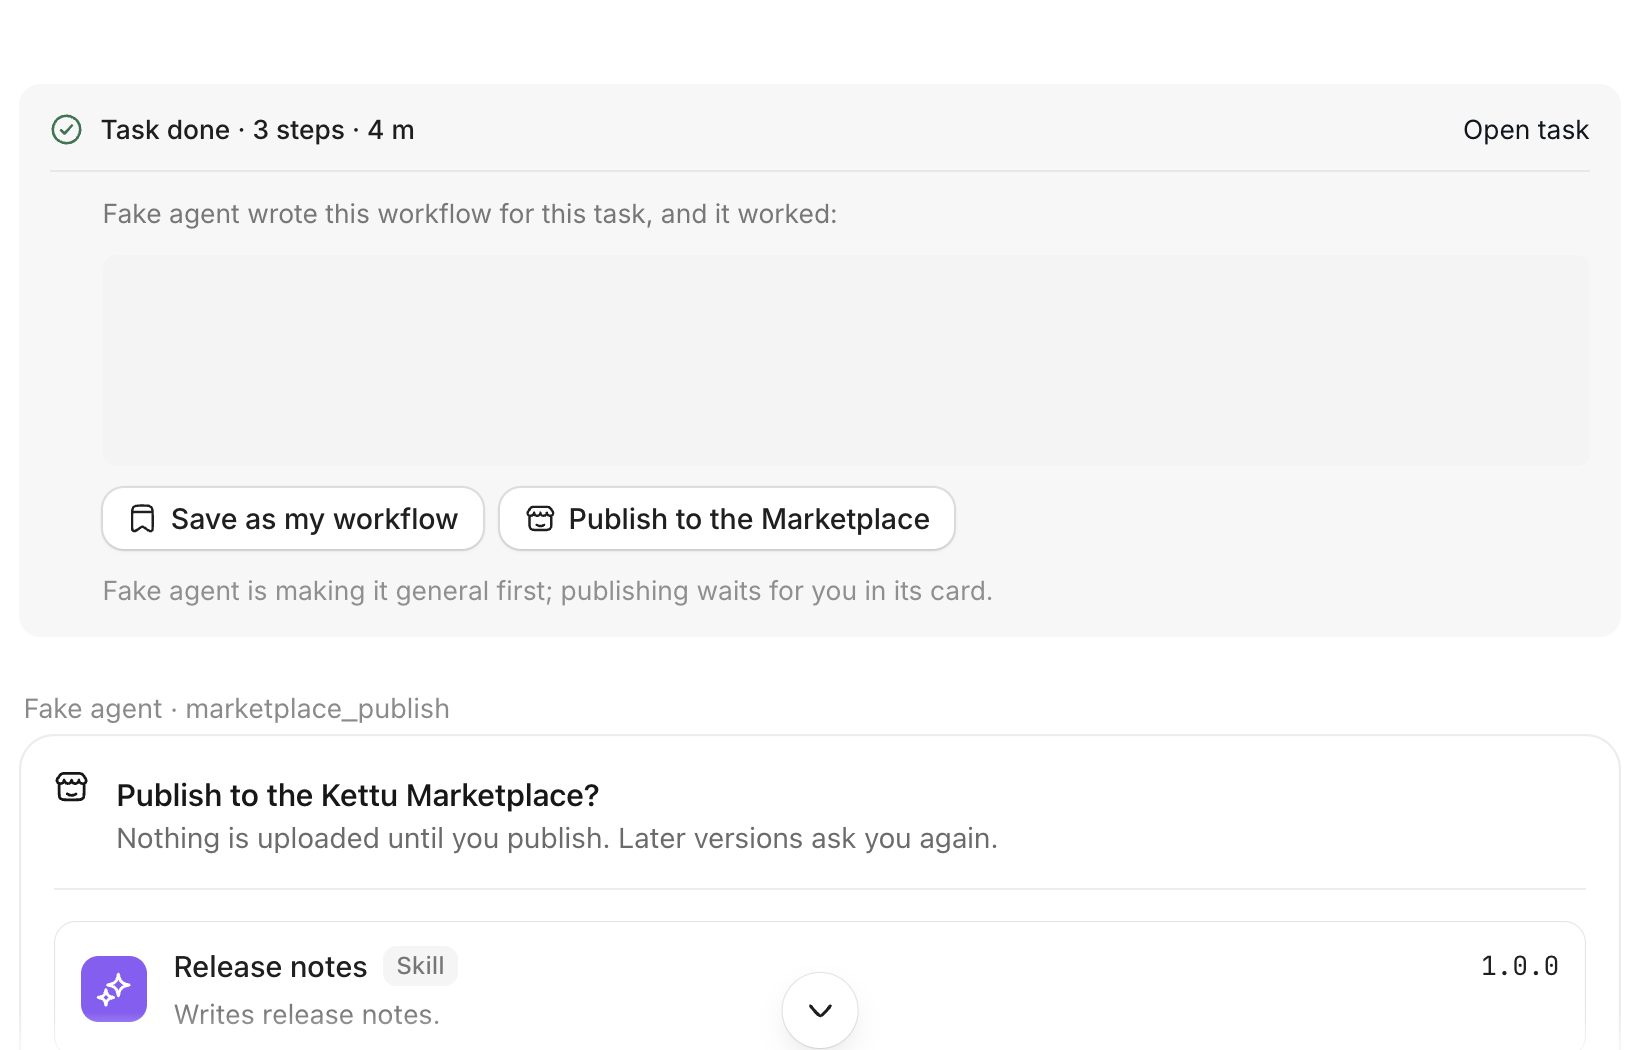 Task done · 3 steps · 4 m
Open task
Fake agent wrote this workflow for this task, and it worked:
Save as my workflow
Publish to the Marketplace
Fake agent is making it general first; publishing waits for you in its card.
Fake agent · marketplace_publish
Publish to the Kettu Marketplace?
Nothing is uploaded until you publish. Later versions ask you again.
Release notes
Skill
1.0.0
Writes release notes.